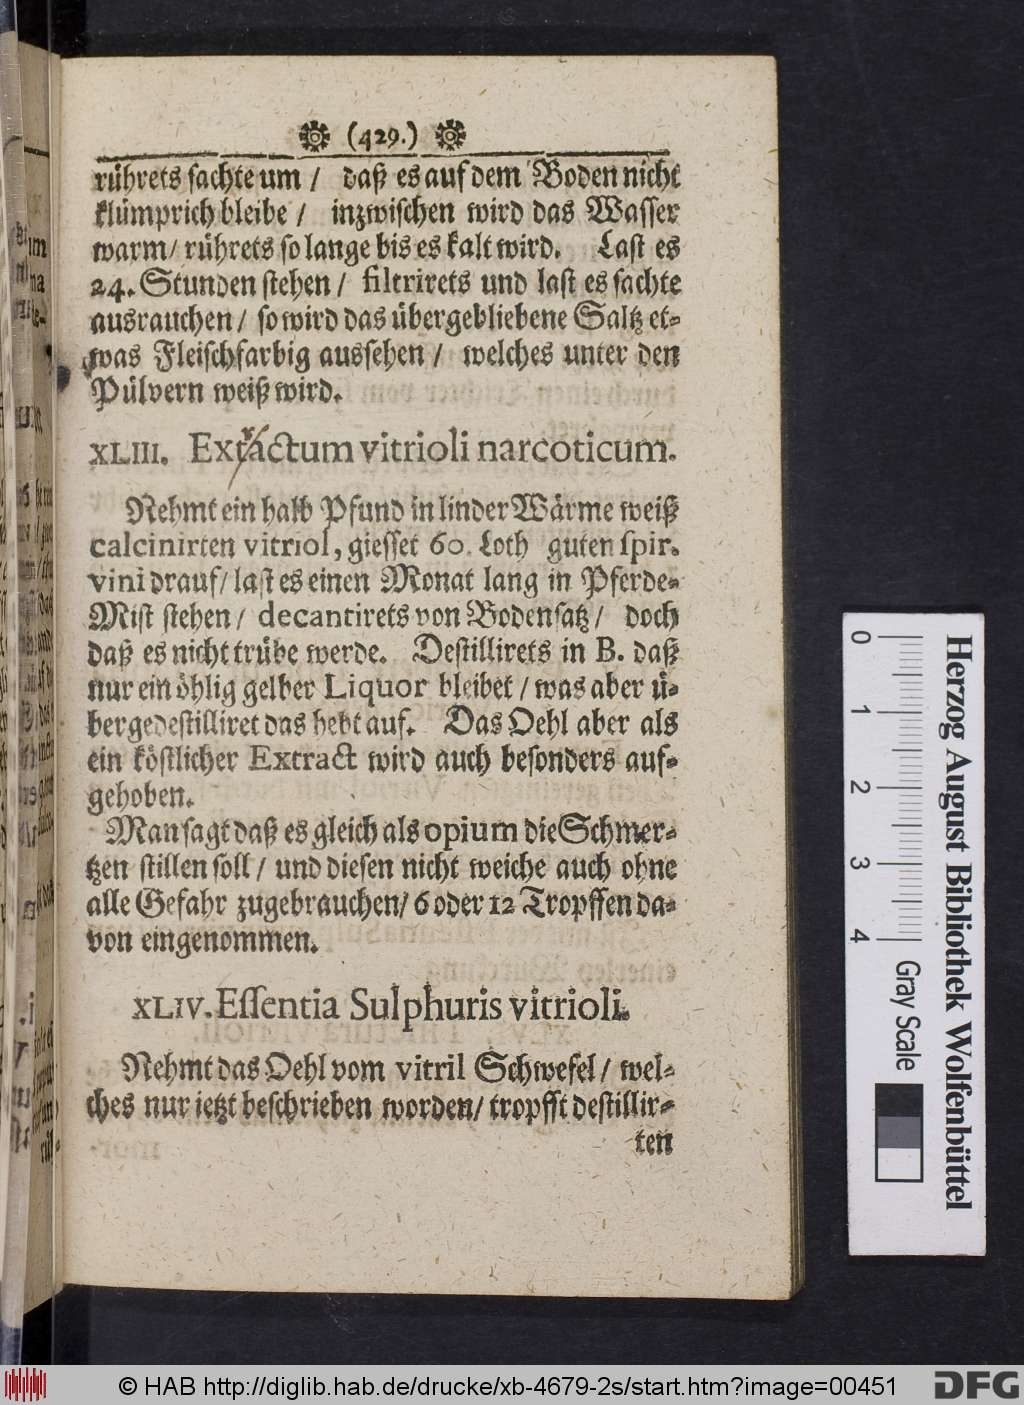 (429.)
rührets sachte um / daß es auf dem Boden nicht
klümprich bleibe / inzwischen wird das Wasser
warm / rührets so lange bis es kalt wird. Last es
24. Stunden stehen / filtrirets und last es sachte
ausrauchen / so wird das übergebliebene Saltz et-
was Fleischfarbig aussehen / welches unter den
Pülvern weiß wird.
XLIII. Extractum vitrioli narcoticum.
Nehmt ein halb Pfund in linder Wärme weiß
calcinirten vitriol, giesset 60. Loth guten spir.
vini drauf / last es einen Monat lang in Pferde-
Mist stehen / decantirets von Bodensatz / doch
daß es nicht trübe werde. Destillirets in B. daß
nur ein öhlig gelber Liquor bleibet / was aber ü-
bergedestilliret das hebt auf. Das Oehl aber als
ein köstlicher Extract wird auch besonders auf-
gehoben.
Man sagt daß es gleich als opium die Schmer-
tzen stillen soll / und diesen nicht weiche auch ohne
alle Gefahr zugebrauchen / 6 oder 12 Tropffen da-
von eingenommen.
XLIV. Essentia Sulphuris vitrioli.
Nehmt das Oehl vom vitril Schwefel / wel-
ches nur jetzt beschrieben worden / tropfft destillir-
ten
0 1 2 3 4
Herzog August Bibliothek Wolfenbüttel
Gray Scale
© HAB http://diglib.hab.de/drucke/xb-4679-2s/start.htm?image=00451
DFG